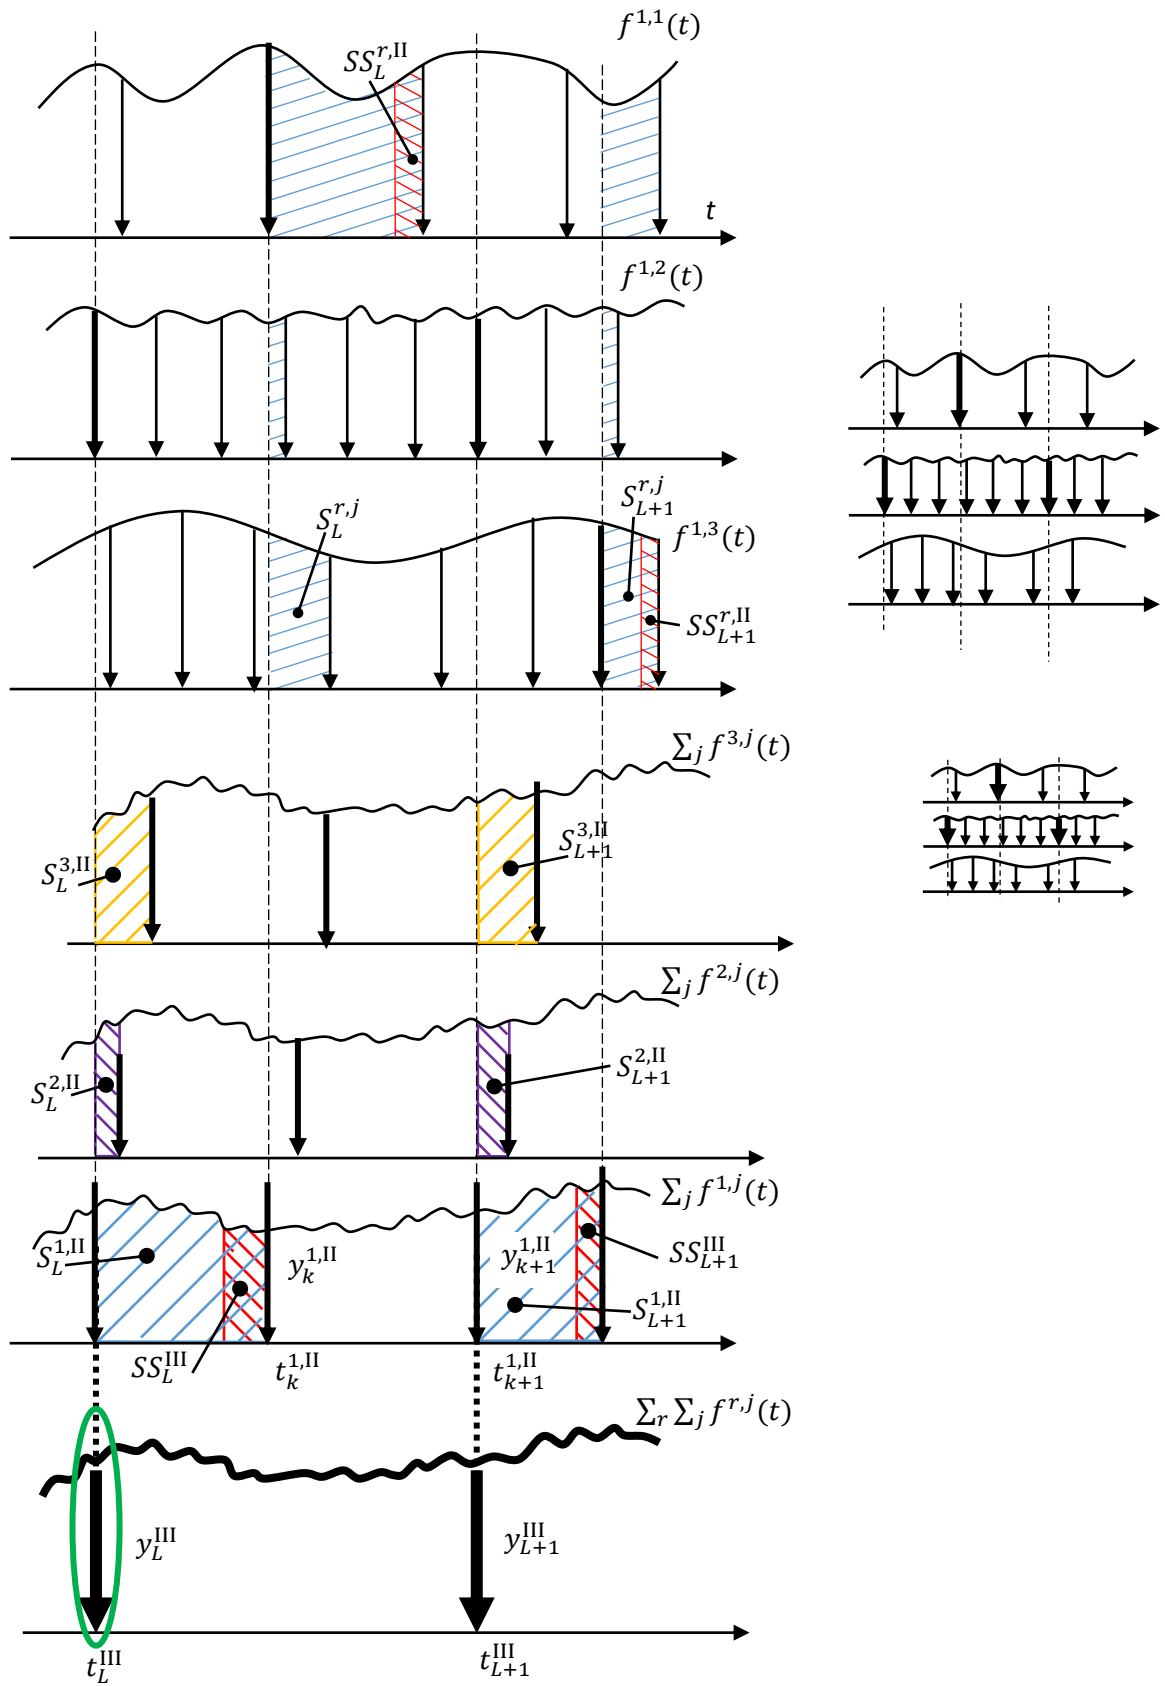 f^{1,1}(t)
SS_L^{r,II}
t
f^{1,2}(t)
S_L^{r,j}
S_{L+1}^{r,j}
f^{1,3}(t)
SS_{L+1}^{r,II}
∑_j f^{3,j}(t)
S_L^{3,II}
S_{L+1}^{3,II}
∑_j f^{2,j}(t)
S_L^{2,II}
S_{L+1}^{2,II}
∑_j f^{1,j}(t)
S_L^{1,II}
y_k^{1,II}
y_{k+1}^{1,II}
SS_{L+1}^{III}
S_{L+1}^{1,II}
SS_L^{III}
t_k^{1,II}
t_{k+1}^{1,II}
∑_r ∑_j f^{r,j}(t)
y_L^{III}
y_{L+1}^{III}
t_L^{III}
t_{L+1}^{III}